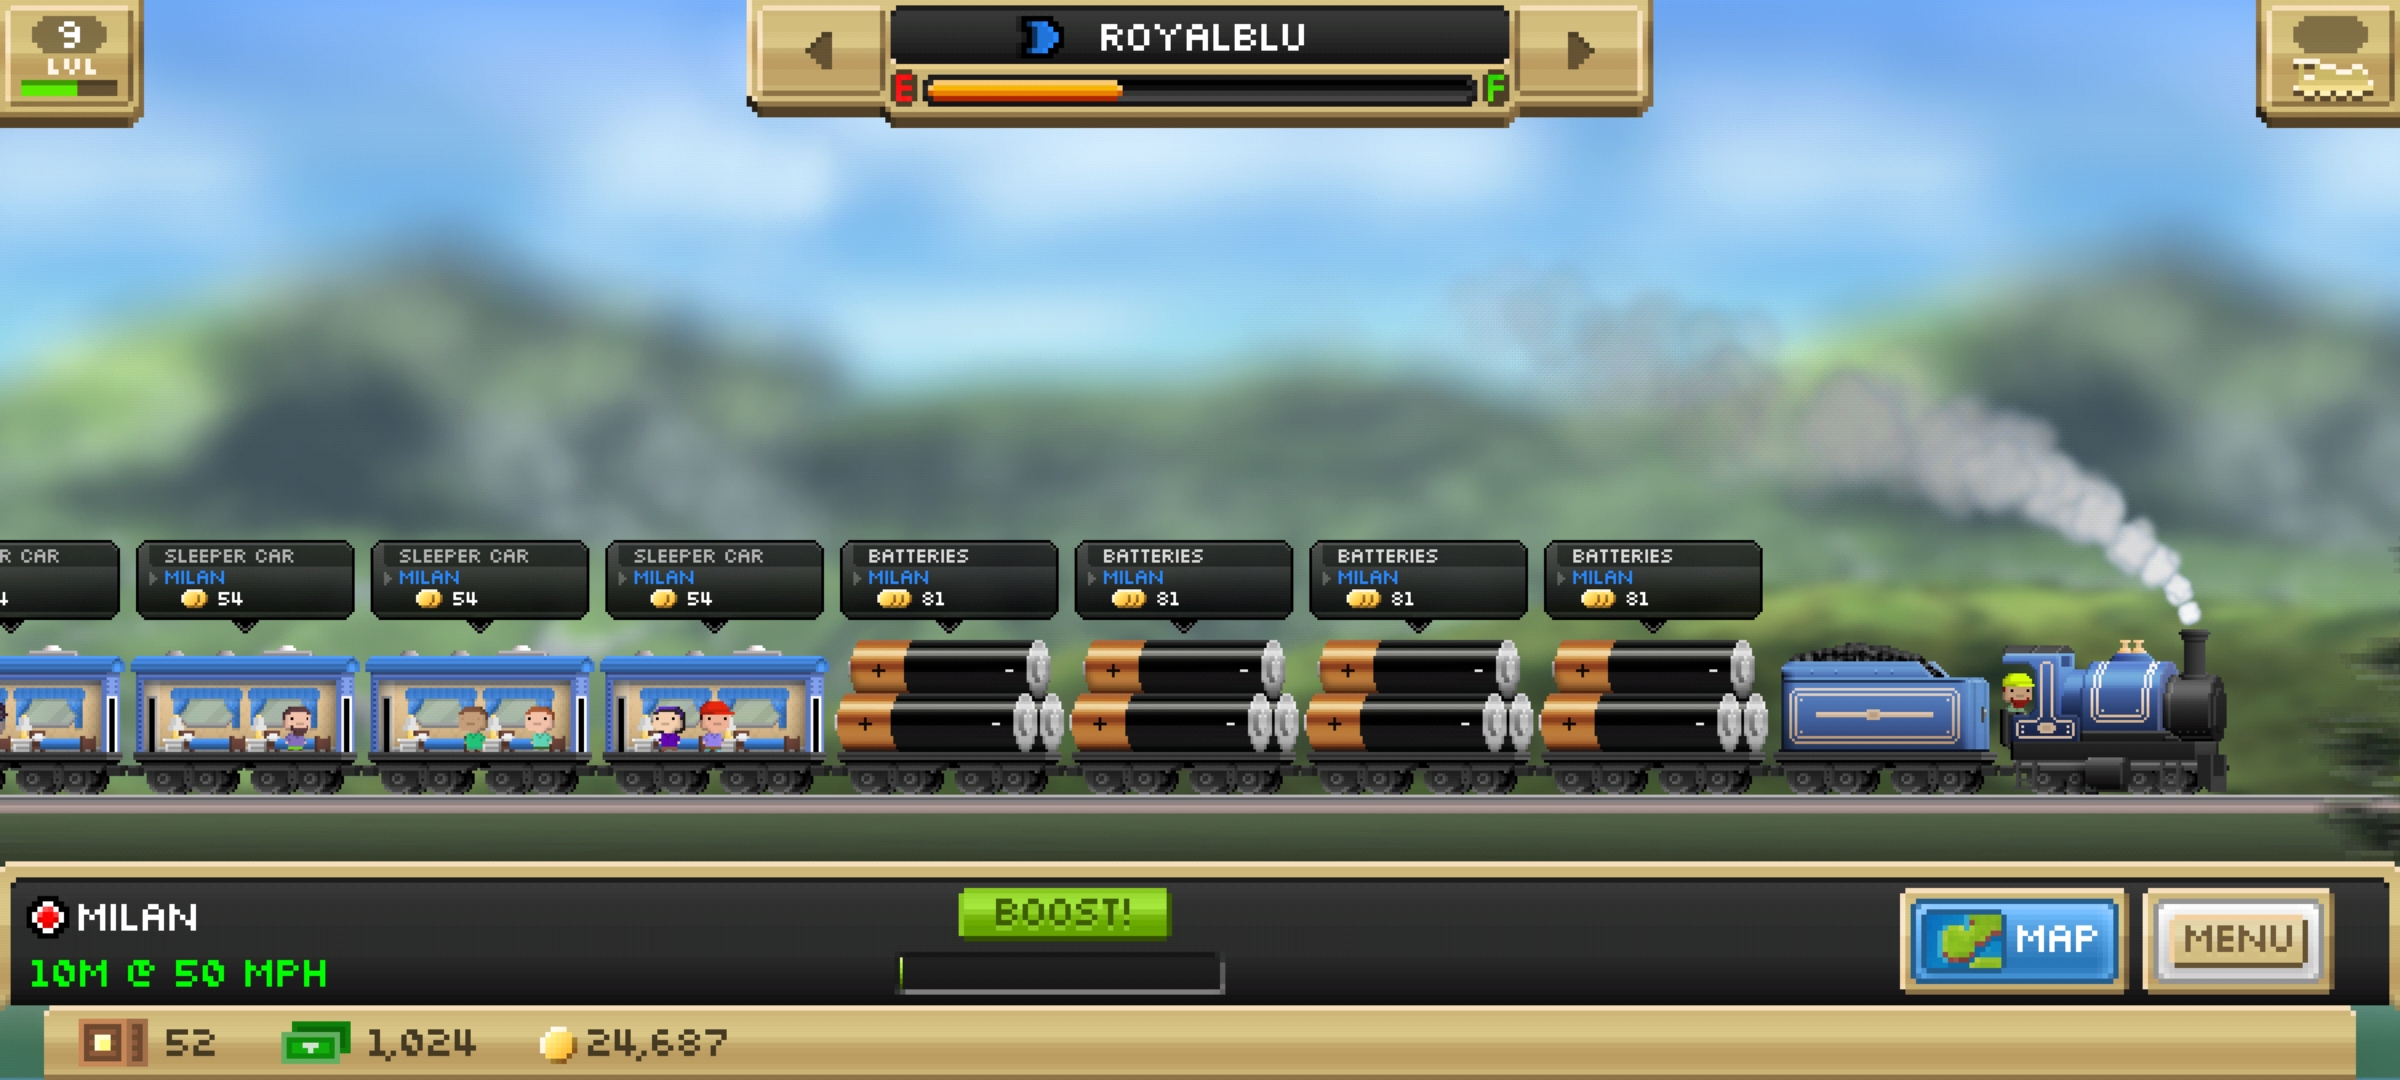 9
LVL
ROYALBLU
E F
R CAR
4
SLEEPER CAR
MILAN
54
SLEEPER CAR
MILAN
54
SLEEPER CAR
MILAN
54
BATTERIES
MILAN
81
BATTERIES
MILAN
81
BATTERIES
MILAN
81
BATTERIES
MILAN
81
+ -
+ -
+ -
+ -
+ -
+ -
+ -
+ -
MILAN
10M @ 50 MPH
BOOST!
MAP
MENU
52
1,024
24,687